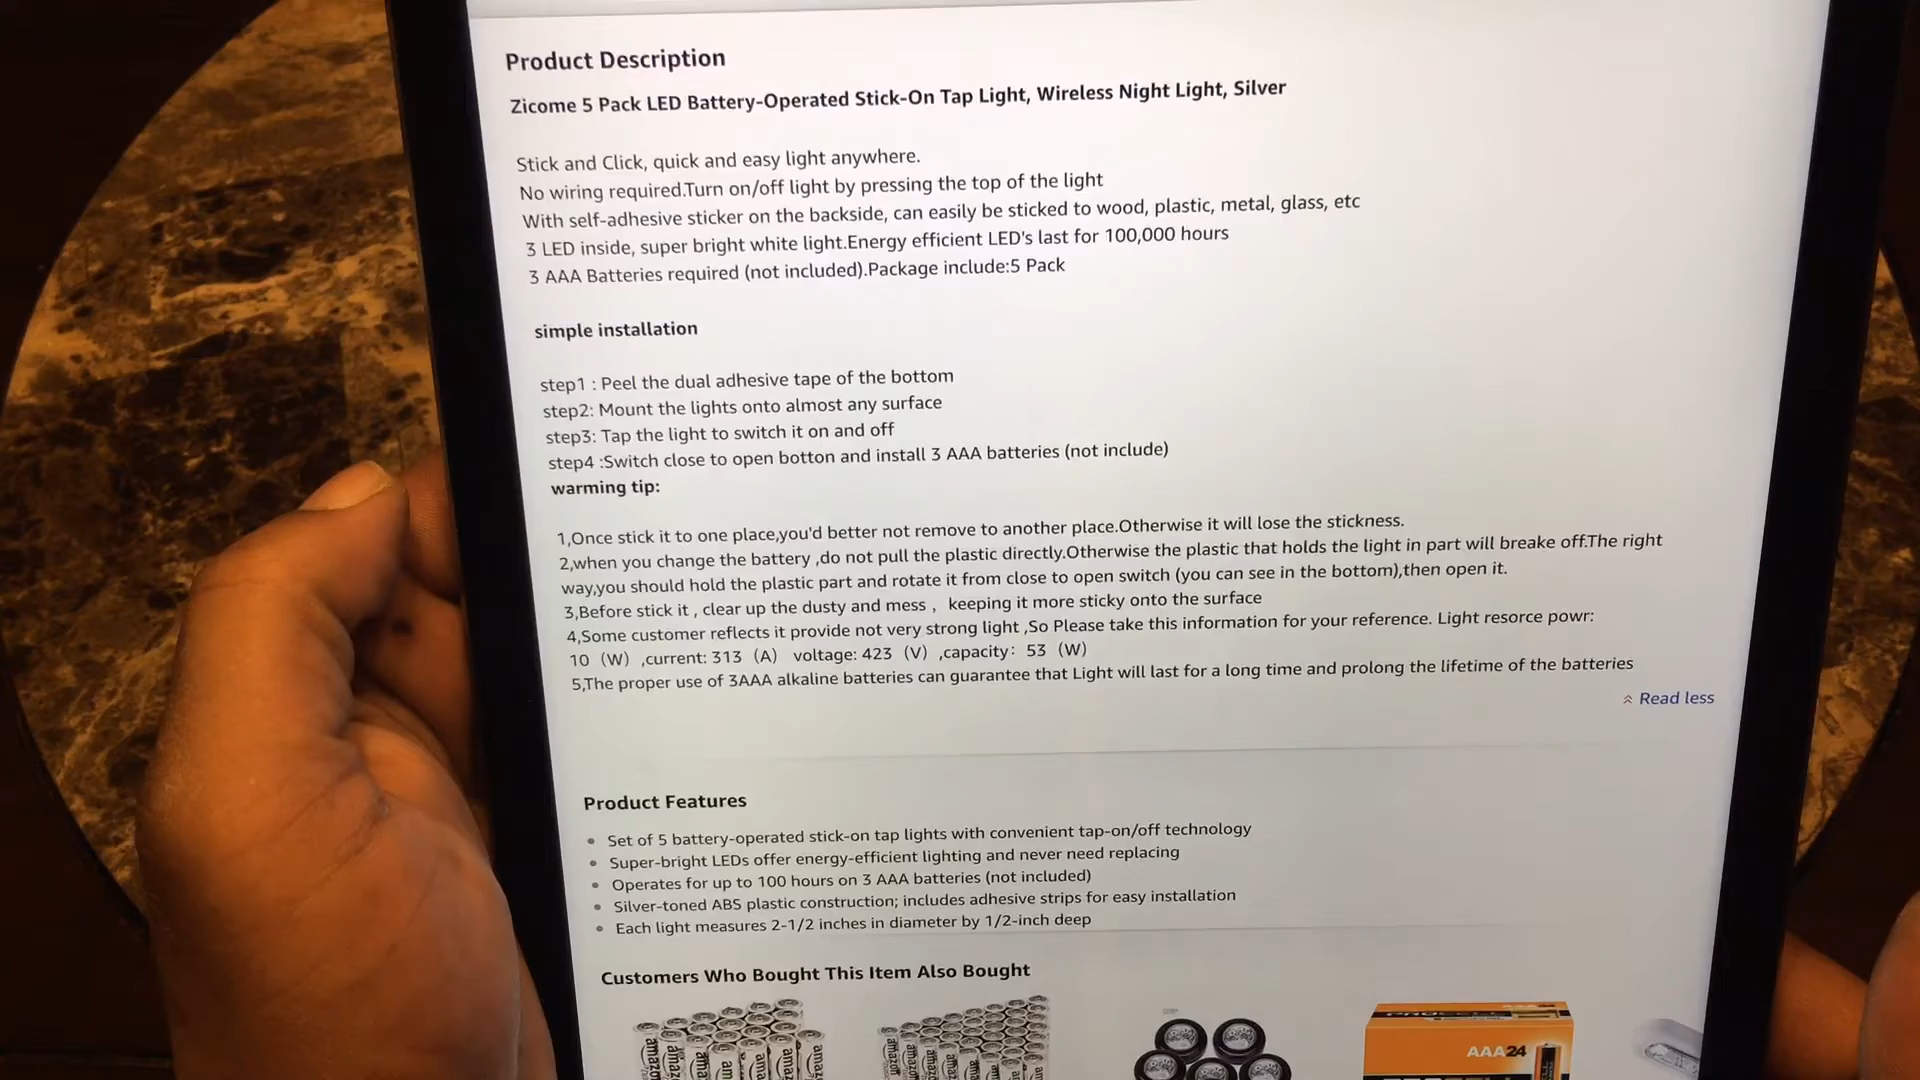 Product Description
Zicome 5 Pack LED Battery-Operated Stick-On Tap Light, Wireless Night Light, Silver
Stick and Click, quick and easy light anywhere.
No wiring required.Turn on/off light by pressing the top of the light
With self-adhesive sticker on the backside, can easily be sticked to wood, plastic, metal, glass, etc
3 LED inside, super bright white light.Energy efficient LED's last for 100,000 hours
3 AAA Batteries required (not included).Package include:5 Pack
simple installation
step1 : Peel the dual adhesive tape of the bottom
step2: Mount the lights onto almost any surface
step3: Tap the light to switch it on and off
step4 :Switch close to open botton and install 3 AAA batteries (not include)
warming tip:
1,Once stick it to one place,you'd better not remove to another place.Otherwise it will lose the stickness.
2,when you change the battery ,do not pull the plastic directly.Otherwise the plastic that holds the light in part will breake off.The right
way,you should hold the plastic part and rotate it from close to open switch (you can see in the bottom),then open it.
3,Before stick it , clear up the dusty and mess , keeping it more sticky onto the surface
4,Some customer reflects it provide not very strong light ,So Please take this information for your reference. Light resorce powr:
10 (W) ,current: 313 (A) voltage: 423 (V) ,capacity: 53 (W)
5,The proper use of 3AAA alkaline batteries can guarantee that Light will last for a long time and prolong the lifetime of the batteries
Read less
Product Features
• Set of 5 battery-operated stick-on tap lights with convenient tap-on/off technology
• Super-bright LEDs offer energy-efficient lighting and never need replacing
• Operates for up to 100 hours on 3 AAA batteries (not included)
• Silver-toned ABS plastic construction; includes adhesive strips for easy installation
• Each light measures 2-1/2 inches in diameter by 1/2-inch deep
Customers Who Bought This Item Also Bought
amazon
amazon
PROCELL
AAA24